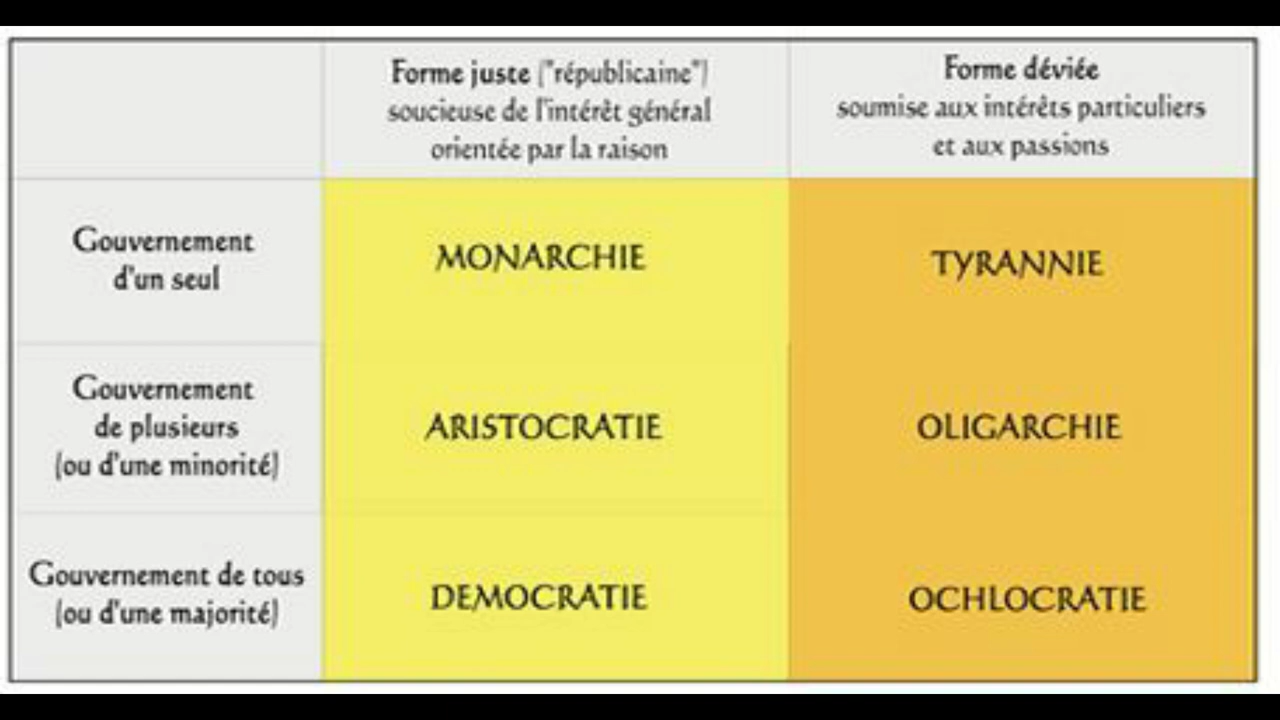 Forme juste ("républicaine")
soucieuse de l'intérêt général
orientée par la raison
Forme déviée
soumise aux intérêts particuliers
et aux passions
Gouvernement
d'un seul
MONARCHIE
TYRANNIE
Gouvernement
de plusieurs
(ou d'une minorité)
ARISTOCRATIE
OLIGARCHIE
Gouvernement de tous
(ou d'une majorité)
DEMOCRATIE
OCHLOCRATIE